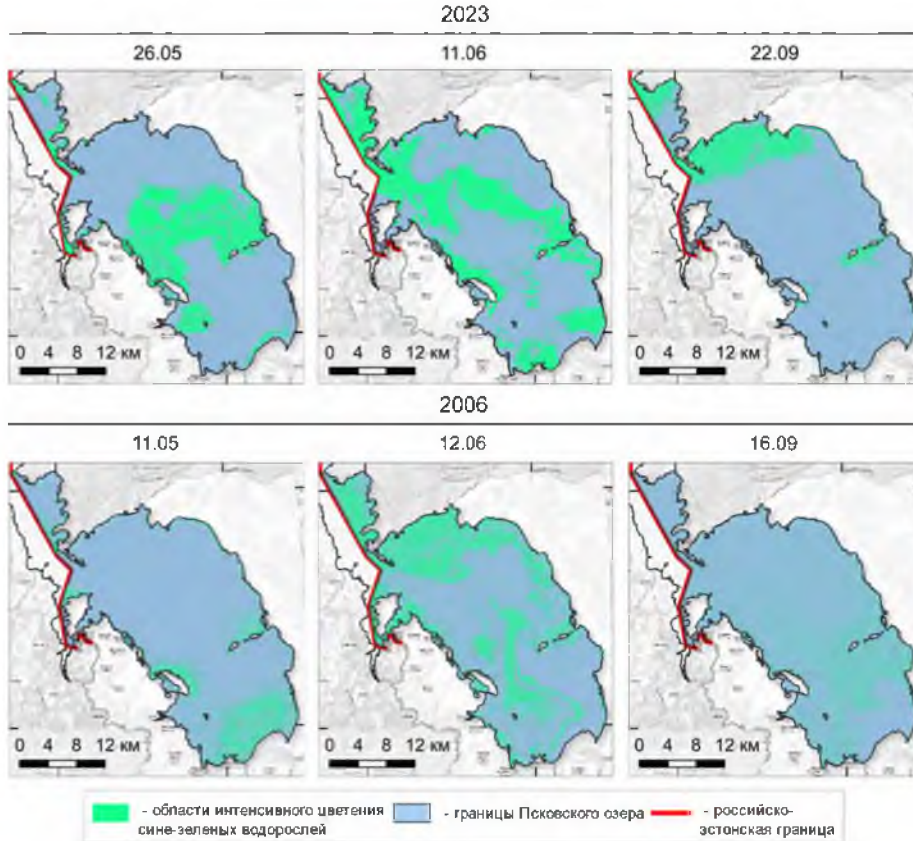 2023
26.05
11.06
22.09
0 4 8 12 км
0 4 8 12 км
0 4 8 12 км
2006
11.05
12.06
16.09
0 4 8 12 км
0 4 8 12 км
0 4 8 12 км
- области интенсивного цветения
сине-зеленых водорослей
- границы Псковского озера
- российско-
эстонская граница